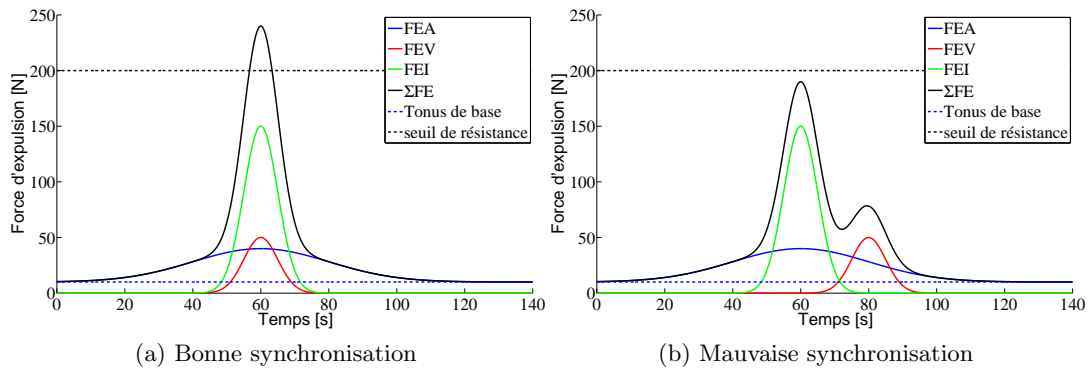 250
200
150
100
50
0
Force d'expulsion [N]
0 20 40 60 80 100 120 140
Temps [s]
FEA
FEV
FEI
ΣFE
Tonus de base
seuil de résistance
(a) Bonne synchronisation
250
200
150
100
50
0
Force d'expulsion [N]
0 20 40 60 80 100 120 140
Temps [s]
FEA
FEV
FEI
ΣFE
Tonus de base
seuil de résistance
(b) Mauvaise synchronisation